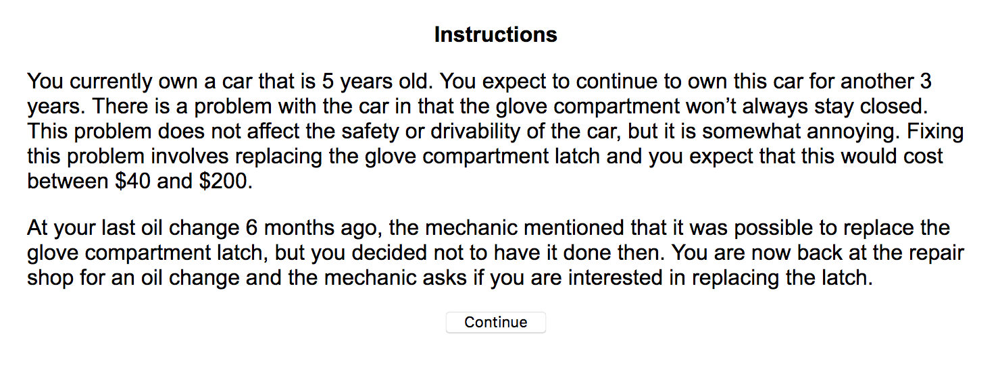 Instructions
You currently own a car that is 5 years old. You expect to continue to own this car for another 3
years. There is a problem with the car in that the glove compartment won’t always stay closed.
This problem does not affect the safety or drivability of the car, but it is somewhat annoying. Fixing
this problem involves replacing the glove compartment latch and you expect that this would cost
between $40 and $200.
At your last oil change 6 months ago, the mechanic mentioned that it was possible to replace the
glove compartment latch, but you decided not to have it done then. You are now back at the repair
shop for an oil change and the mechanic asks if you are interested in replacing the latch.
Continue